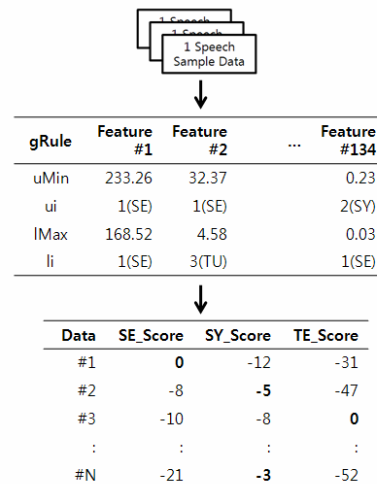 1 Speech
1 Speech
1 Speech
Sample Data
gRule Feature #1 Feature #2 ... Feature #134
uMin 233.26 32.37 0.23
ui 1(SE) 1(SE) 2(SY)
lMax 168.52 4.58 0.03
li 1(SE) 3(TU) 1(SE)
Data SE_Score SY_Score TE_Score
#1 0 -12 -31
#2 -8 -5 -47
#3 -10 -8 0
: : : :
#N -21 -3 -52